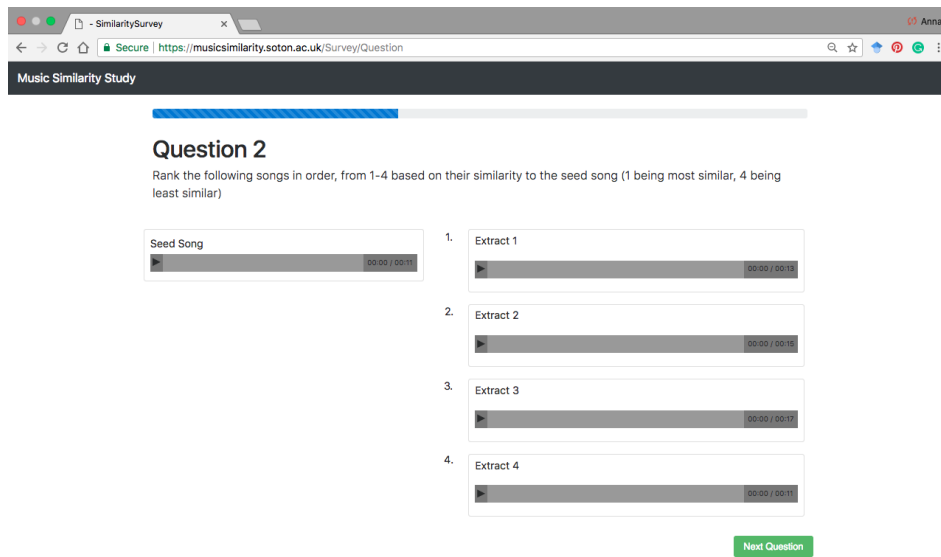 - SimilaritySurvey
Anna
Secure https://musicsimilarity.soton.ac.uk/Survey/Question
Music Similarity Study
Question 2
Rank the following songs in order, from 1-4 based on their similarity to the seed song (1 being most similar, 4 being
least similar)
Seed Song
00:00 / 00:11
1. Extract 1
00:00 / 00:13
2. Extract 2
00:00 / 00:15
3. Extract 3
00:00 / 00:17
4. Extract 4
00:00 / 00:11
Next Question